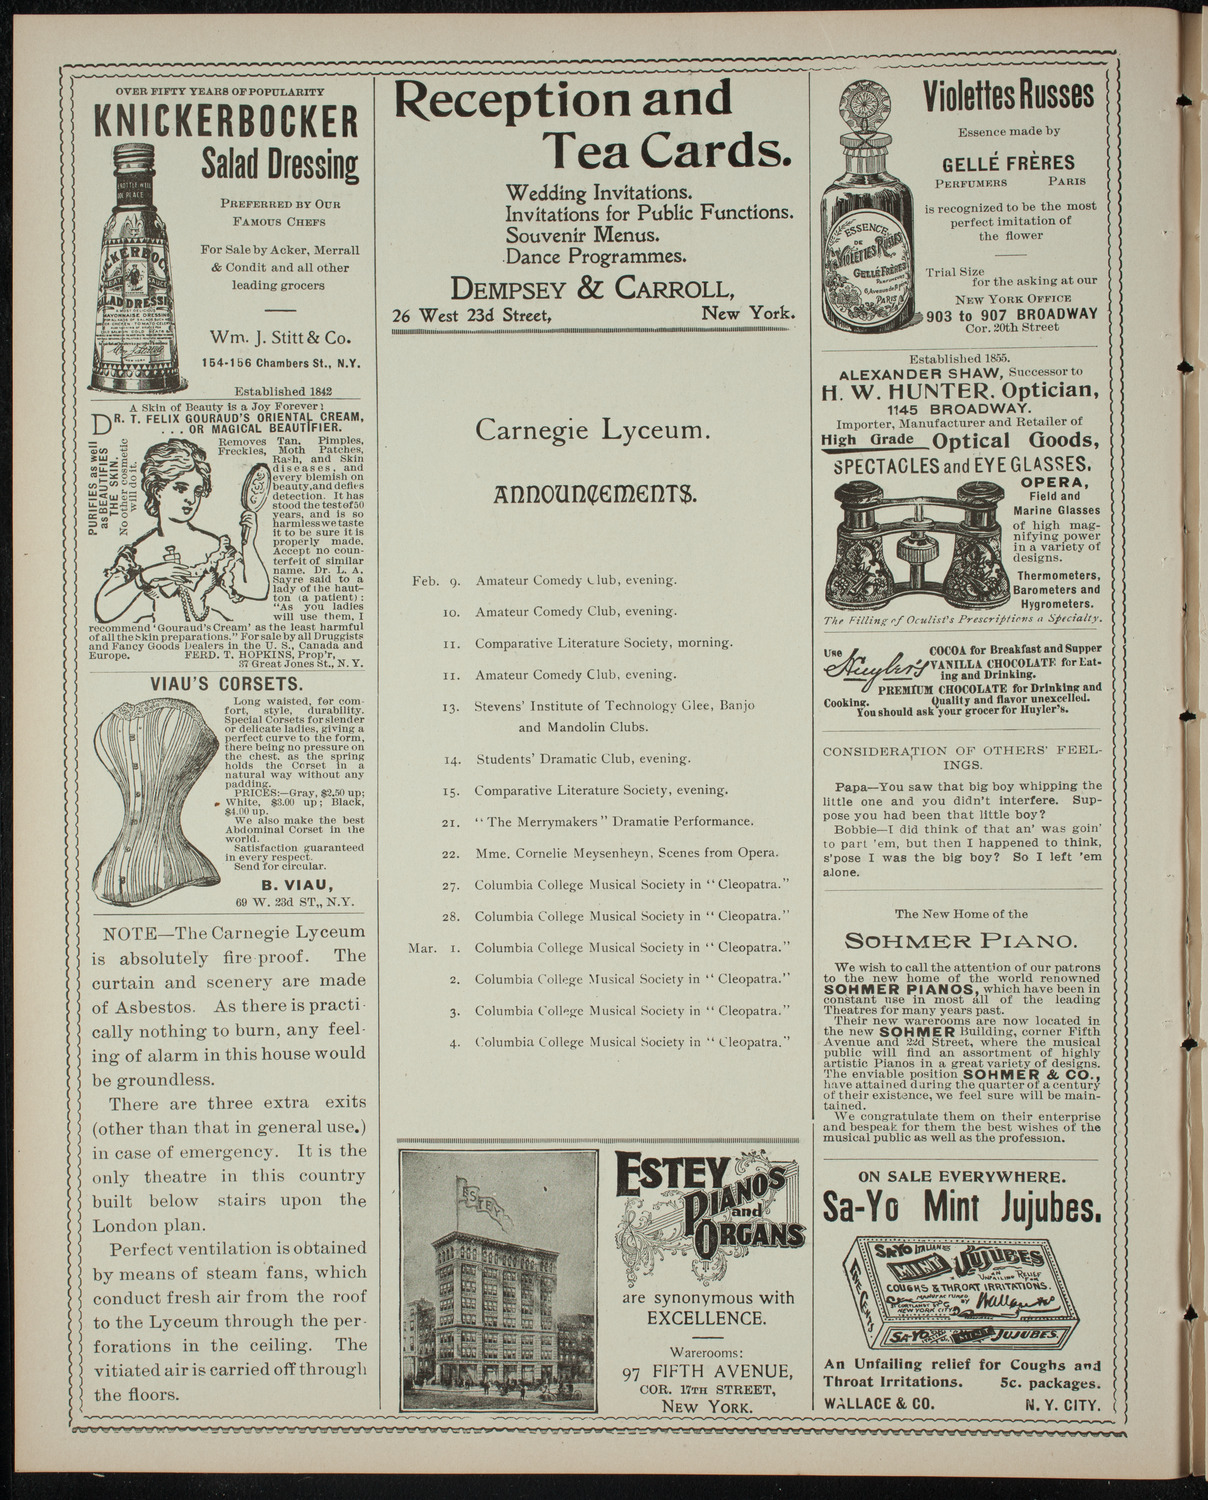 OVER FIFTY YEARS OF POPULARITY
KNICKERBOCKER
Salad Dressing
PREFERRED BY OUR
FAMOUS CHEFS
For Sale by Acker, Merrall
& Condit and all other
leading grocers
Wm. J. Stitt & Co.
154-156 Chambers St., N.Y.
Established 1842
A Skin of Beauty is a Joy Forever:
DR. T. FELIX GOURAUD'S ORIENTAL CREAM,
. . . OR MAGICAL BEAUTIFIER.
PURIFIES as well
as BEAUTIFIES
THE SKIN.
No other cosmetic
will do it.
Removes Tan, Pimples,
Freckles, Moth Patches,
Rash, and Skin
diseases, and
every blemish on
beauty, and defies
detection. It has
stood the test of 50
years, and is so
harmless we taste
it to be sure it is
properly made.
Accept no coun-
terfeit of similar
name. Dr. L. A.
Sayre said to a
lady of the haut-
ton (a patient):
"As you ladies
will use them, I
recommend 'Gouraud's Cream' as the least harmful
of all the Skin preparations." For sale by all Druggists
and Fancy Goods Dealers in the U. S., Canada and
Europe. FERD. T. HOPKINS, Prop'r,
37 Great Jones St., N. Y.
VIAU'S CORSETS.
Long waisted, for com-
fort, style, durability.
Special Corsets for slender
or delicate ladies, giving a
perfect curve to the form,
there being no pressure on
the chest, as the spring
holds the Corset in a
natural way without any
padding.
PRICES:—Gray, $2.50 up;
White, $3.00 up; Black,
$4.00 up.
We also make the best
Abdominal Corset in the
world.
Satisfaction guaranteed
in every respect.
Send for circular.
B. VIAU,
69 W. 23d ST., N.Y.
NOTE—The Carnegie Lyceum
is absolutely fire-proof. The
curtain and scenery are made
of Asbestos. As there is practi-
cally nothing to burn, any feel-
ing of alarm in this house would
be groundless.
There are three extra exits
(other than that in general use.)
in case of emergency. It is the
only theatre in this country
built below stairs upon the
London plan.
Perfect ventilation is obtained
by means of steam fans, which
conduct fresh air from the roof
to the Lyceum through the per-
forations in the ceiling. The
vitiated air is carried off through
the floors.
Reception and
Tea Cards.
Wedding Invitations.
Invitations for Public Functions.
Souvenir Menus.
Dance Programmes.
DEMPSEY & CARROLL,
26 West 23d Street, New York.
Carnegie Lyceum.
ANNOUNCEMENTS.
Feb. 9. Amateur Comedy Club, evening.
10. Amateur Comedy Club, evening.
11. Comparative Literature Society, morning.
11. Amateur Comedy Club, evening.
13. Stevens' Institute of Technology Glee, Banjo
and Mandolin Clubs.
14. Students' Dramatic Club, evening.
15. Comparative Literature Society, evening.
21. "The Merrymakers" Dramatic Performance.
22. Mme. Cornelie Meysenheyn, Scenes from Opera.
27. Columbia College Musical Society in "Cleopatra."
28. Columbia College Musical Society in "Cleopatra."
Mar. 1. Columbia College Musical Society in "Cleopatra."
2. Columbia College Musical Society in "Cleopatra."
3. Columbia College Musical Society in "Cleopatra."
4. Columbia College Musical Society in "Cleopatra."
ESTEY
ESTEY
PIANOS
and
ORGANS
are synonymous with
EXCELLENCE.
Warerooms:
97 FIFTH AVENUE,
COR. 17TH STREET,
NEW YORK.
Violettes Russes
Essence made by
GELLÉ FRÈRES
PERFUMERS PARIS
is recognized to be the most
perfect imitation of
the flower
Trial Size
for the asking at our
NEW YORK OFFICE
903 to 907 BROADWAY
Cor. 20th Street
ESSENCE
DE
VIOLETTES RUSSES
GELLÉ FRÈRES
PARIS
Established 1855.
ALEXANDER SHAW, Successor to
H. W. HUNTER. Optician,
1145 BROADWAY.
Importer, Manufacturer and Retailer of
High Grade Optical Goods,
SPECTACLES and EYE GLASSES,
OPERA,
Field and
Marine Glasses
of high mag-
nifying power
in a variety of
designs.
Thermometers,
Barometers and
Hygrometers.
The Filling of Oculist's Prescriptions a Specialty.
Use Huyler's COCOA for Breakfast and Supper
VANILLA CHOCOLATE for Eat-
ing and Drinking.
PREMIUM CHOCOLATE for Drinking and
Cooking. Quality and flavor unexcelled.
You should ask your grocer for Huyler's.
CONSIDERATION OF OTHERS' FEEL-
INGS.
Papa—You saw that big boy whipping the
little one and you didn't interfere. Sup-
pose you had been that little boy?
Bobbie—I did think of that an' was goin'
to part 'em, but then I happened to think,
s'pose I was the big boy? So I left 'em
alone.
The New Home of the
SOHMER PIANO.
We wish to call the attention of our patrons
to the new home of the world renowned
SOHMER PIANOS, which have been in
constant use in most all of the leading
Theatres for many years past.
Their new warerooms are now located in
the new SOHMER Building, corner Fifth
Avenue and 22d Street, where the musical
public will find an assortment of highly
artistic Pianos in a great variety of designs.
The enviable position SOHMER & CO.,
have attained during the quarter of a century
of their existence, we feel sure will be main-
tained.
We congratulate them on their enterprise
and bespeak for them the best wishes of the
musical public as well as the profession.
ON SALE EVERYWHERE.
Sa-Yo Mint Jujubes.
SA-YO
MINT JUJUBES
COUGHS & THROAT IRRITATIONS.
FIVE CENTS.
SA-YO MINT JUJUBES.
An Unfailing relief for Coughs and
Throat Irritations. 5c. packages.
WALLACE & CO. N. Y. CITY.